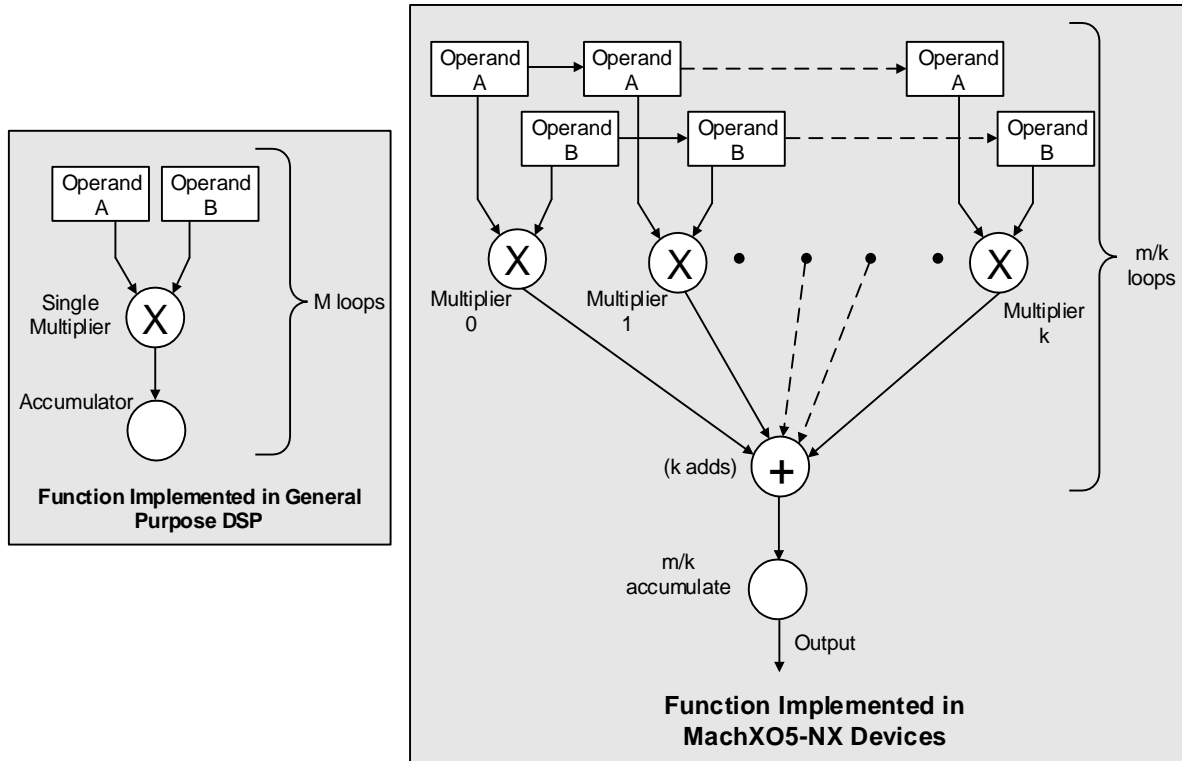 Operand
A
Operand
B
Single
Multiplier
X
M loops
Accumulator
Function Implemented in General
Purpose DSP
Operand
A
Operand
A
Operand
A
Operand
B
Operand
B
Operand
B
X
X
X
Multiplier
0
Multiplier
1
Multiplier
k
m/k
loops
(k adds)
+
m/k
accumulate
Output
Function Implemented in
MachXO5-NX Devices